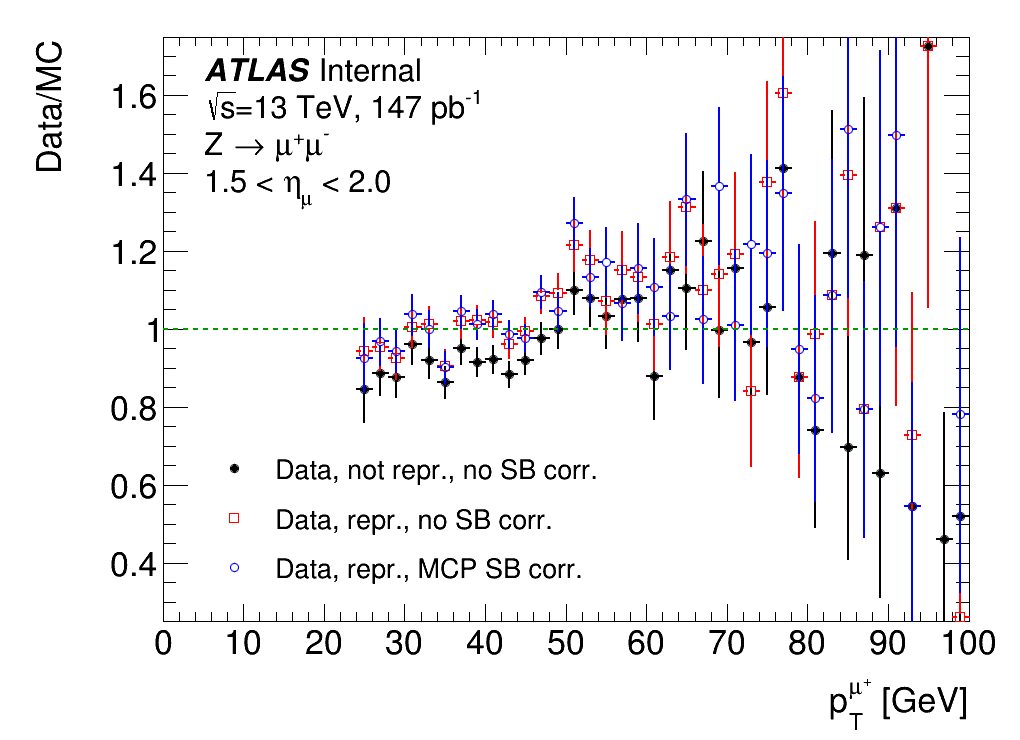 Data/MC
ATLAS Internal
√s=13 TeV, 147 pb⁻¹
Z → μ⁺μ⁻
1.5 < η_μ < 2.0
1.6
1.4
1.2
1
0.8
0.6
0.4
Data, not repr., no SB corr.
Data, repr., no SB corr.
Data, repr., MCP SB corr.
0 10 20 30 40 50 60 70 80 90 100
p_T^μ⁺ [GeV]